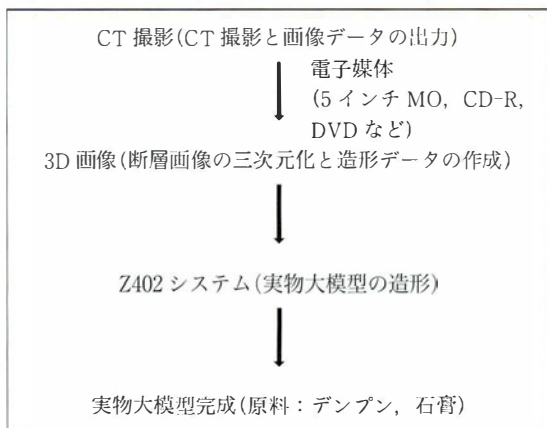 CT 撮影(CT 撮影と画像データの出力)
電子媒体
(5 インチ MO, CD-R,
DVD など)
3D 画像(断層画像の三次元化と造形データの作成)
Z402 システム(実物大模型の造形)
実物大模型完成(原料：デンプン, 石膏)